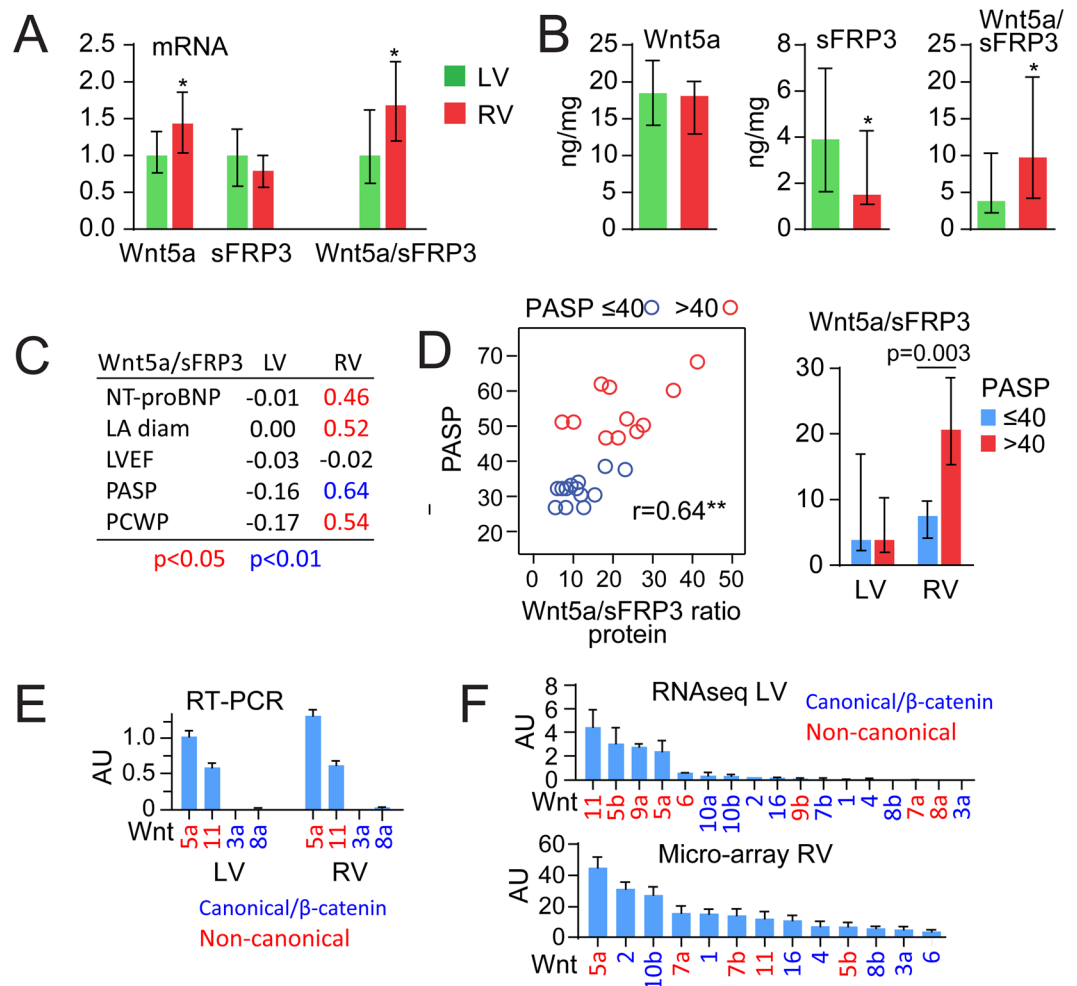 A
mRNA
2.5
2.0
1.5
1.0
0.5
0.0
*
*
LV
RV
Wnt5a sFRP3 Wnt5a/sFRP3
B
Wnt5a
ng/mg
25
20
15
10
5
0
sFRP3
ng/mg
8
6
4
2
0
*
Wnt5a/
sFRP3
25
20
15
10
5
0
*
C
Wnt5a/sFRP3 LV RV
NT-proBNP -0.01 0.46
LA diam 0.00 0.52
LVEF -0.03 -0.02
PASP -0.16 0.64
PCWP -0.17 0.54
p<0.05 p<0.01
D
PASP ≤40 >40
PASP
70
60
50
40
30
20
r=0.64**
0 10 20 30 40 50
Wnt5a/sFRP3 ratio
protein
Wnt5a/sFRP3
p=0.003
30
20
10
0
LV RV
PASP
≤40
>40
E
RT-PCR
AU
1.0
0.5
0
Wnt 5a 11 3a 8a 5a 11 3a 8a
LV RV
Canonical/β-catenin
Non-canonical
F
RNAseq LV
Canonical/β-catenin
Non-canonical
AU
8
6
4
2
0
Wnt 11 5b 9a 5a 6 10a 10b 2 16 9b 7b 1 4 8b 7a 8a 3a
Micro-array RV
AU
60
40
20
0
Wnt 5a 2 10b 7a 1 7b 11 16 4 5b 8b 3a 6